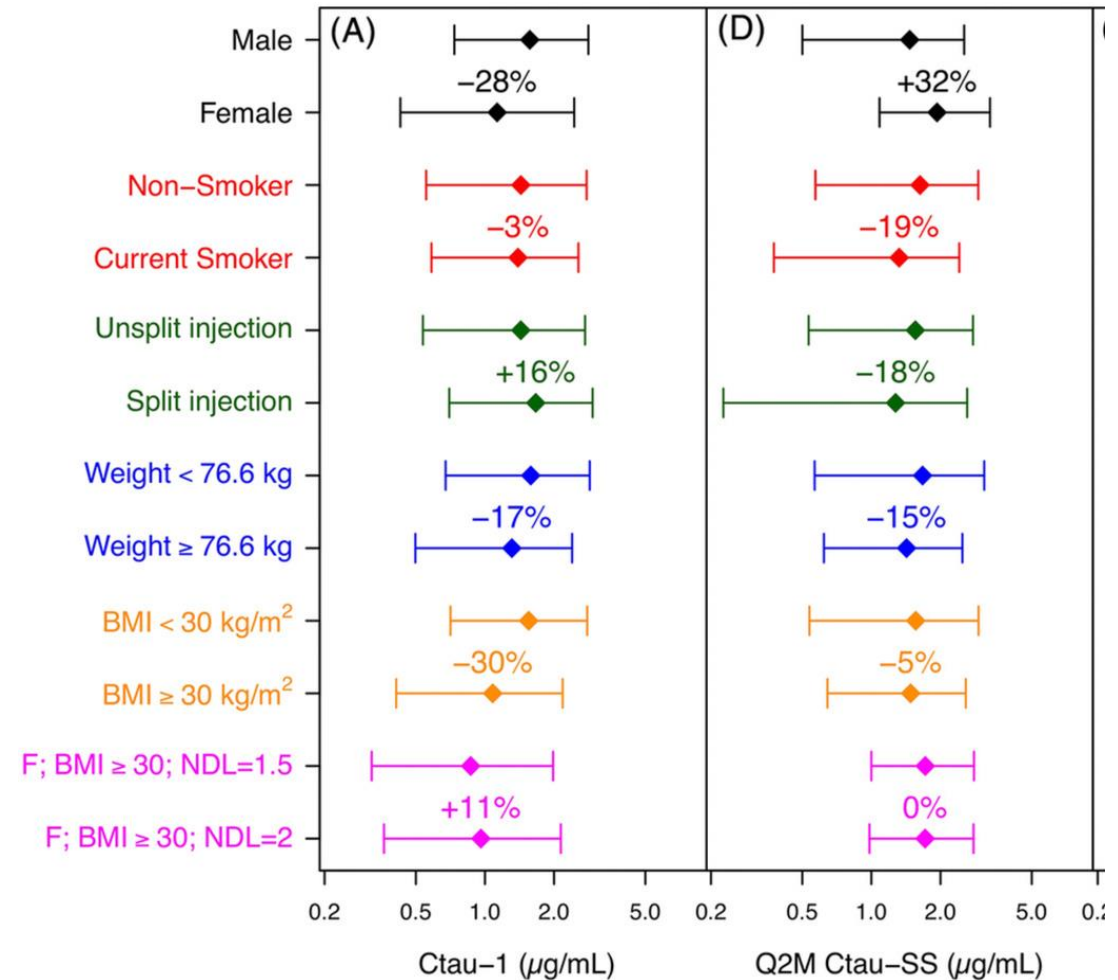 (A)
(D)
Male
−28%
+32%
Female
Non−Smoker
−3%
−19%
Current Smoker
Unsplit injection
+16%
−18%
Split injection
Weight < 76.6 kg
−17%
−15%
Weight ≥ 76.6 kg
BMI < 30 kg/m²
−30%
−5%
BMI ≥ 30 kg/m²
F; BMI ≥ 30; NDL=1.5
+11%
0%
F; BMI ≥ 30; NDL=2
0.2 0.5 1.0 2.0 5.0 0.2 0.5 1.0 2.0 5.0
Ctau−1 (µg/mL) Q2M Ctau−SS (µg/mL)